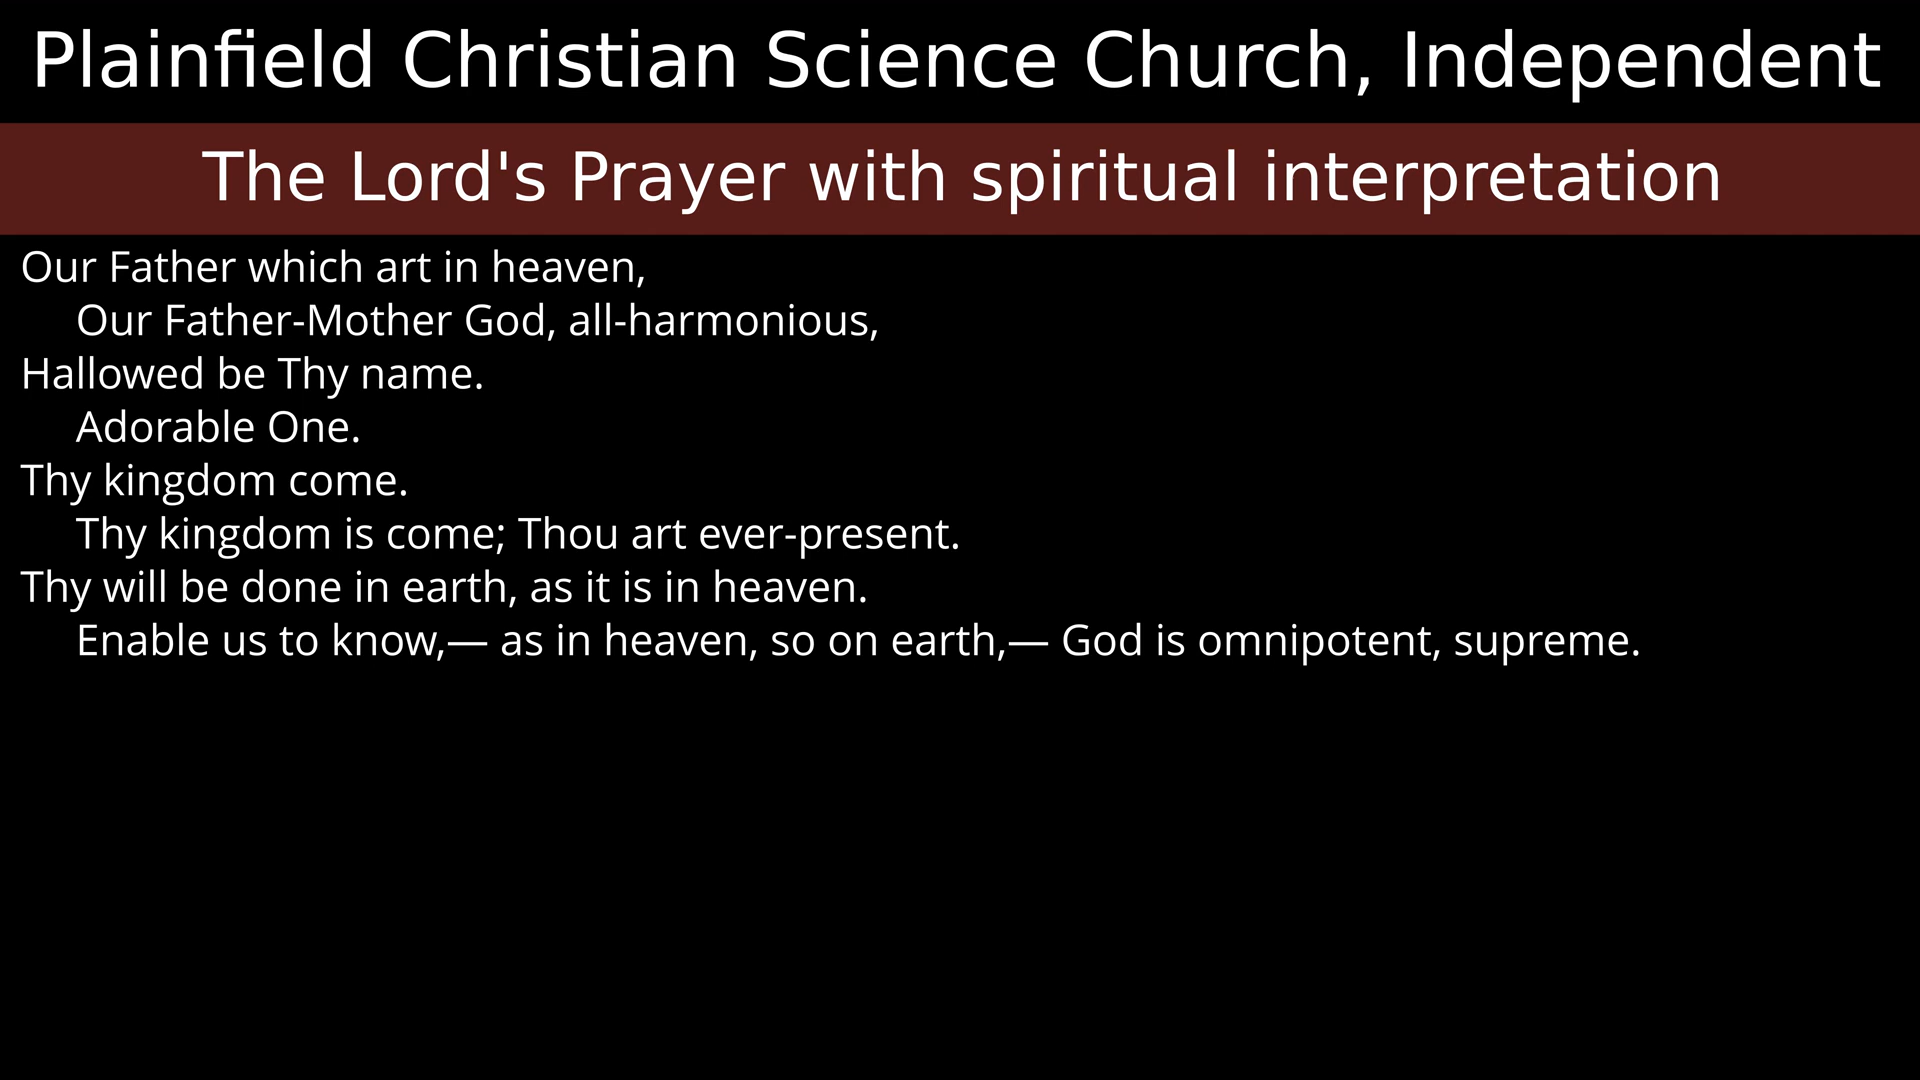 Plainfield Christian Science Church, Independent
The Lord's Prayer with spiritual interpretation
Our Father which art in heaven,
Our Father-Mother God, all-harmonious,
Hallowed be Thy name.
Adorable One.
Thy kingdom come.
Thy kingdom is come; Thou art ever-present.
Thy will be done in earth, as it is in heaven.
Enable us to know,— as in heaven, so on earth,— God is omnipotent, supreme.